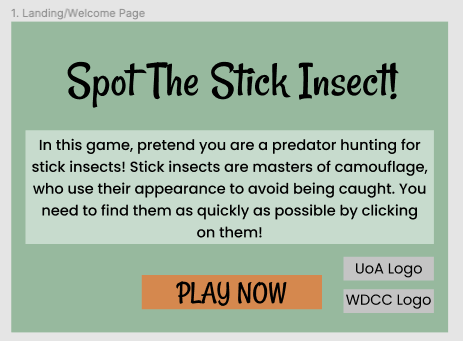 1. Landing/Welcome Page
Spot The Stick Insect!
In this game, pretend you are a predator hunting for
stick insects! Stick insects are masters of camouflage,
who use their appearance to avoid being caught. You
need to find them as quickly as possible by clicking
on them!
UoA Logo
PLAY NOW
WDCC Logo